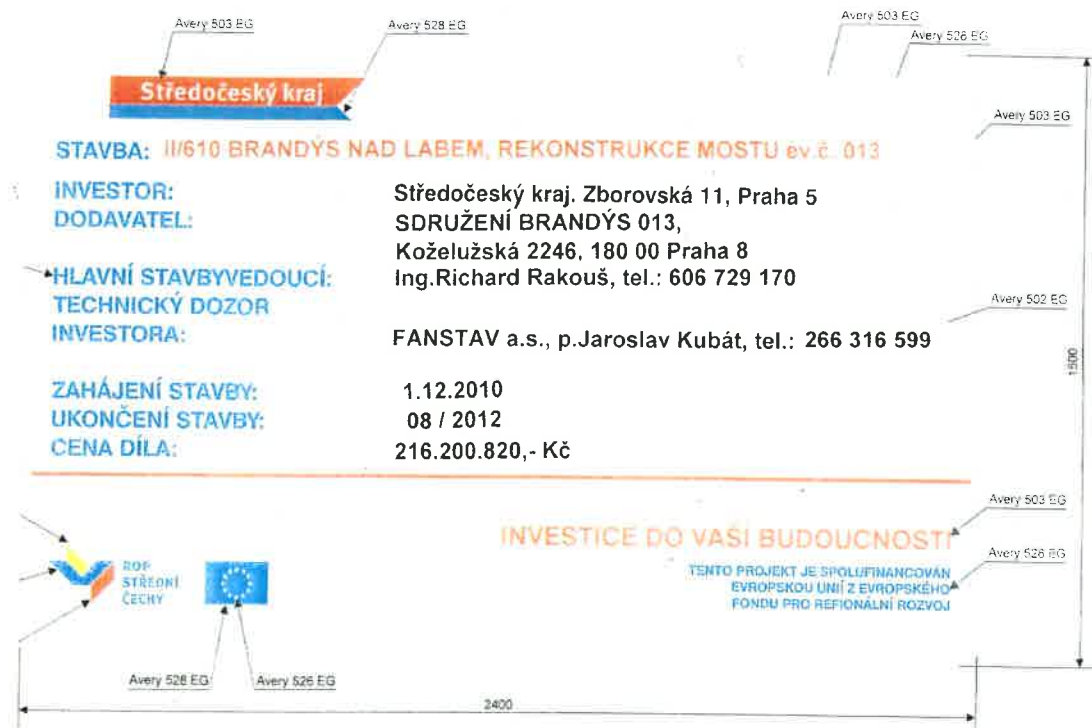 Avery 503 EG
Avery 528 EG
Avery 503 EG
Avery 528 EG
Středočeský kraj
Avery 503 EG
STAVBA: II/610 BRANDÝS NAD LABEM, REKONSTRUKCE MOSTU ev.č. 013
INVESTOR: Středočeský kraj, Zborovská 11, Praha 5
DODAVATEL: SDRUŽENÍ BRANDÝS 013,
Koželužská 2246, 180 00 Praha 8
HLAVNÍ STAVBYVEDOUCÍ: Ing.Richard Rakouš, tel.: 606 729 170
TECHNICKÝ DOZOR
Avery 502 EG
INVESTORA: FANSTAV a.s., p.Jaroslav Kubát, tel.: 266 316 599
1500
ZAHÁJENÍ STAVBY: 1.12.2010
UKONČENÍ STAVBY: 08 / 2012
CENA DÍLA: 216.200.820,- Kč
Avery 503 EG
INVESTICE DO VAŠÍ BUDOUCNOSTI
Avery 528 EG
ROP
STŘEDNÍ
ČECHY
TENTO PROJEKT JE SPOLUFINANCOVÁN
EVROPSKOU UNIÍ Z EVROPSKÉHO
FONDU PRO REFIONÁLNÍ ROZVOJ
Avery 528 EG
Avery 526 EG
2400